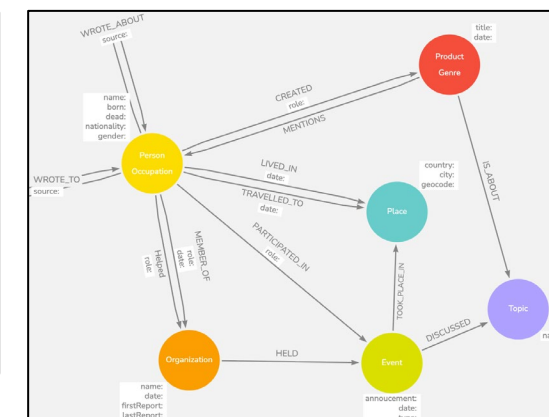 WROTE_ABOUT
source:
title:
date:
Product
Genre
CREATED
role:
MENTIONS
name:
born:
dead:
nationality:
gender:
Person
Occupation
WROTE_TO
source:
LIVED_IN
date:
TRAVELLED_TO
date:
country:
city:
geocode:
Place
IS_ABOUT
PARTICIPATED_IN
role:
MEMBER_OF
role:
date:
Helped
role:
TOOK_PLACE_IN
Topic
DISCUSSED
Organization
HELD
Event
name:
date:
firstReport:
lastReport:
annoucement:
date: